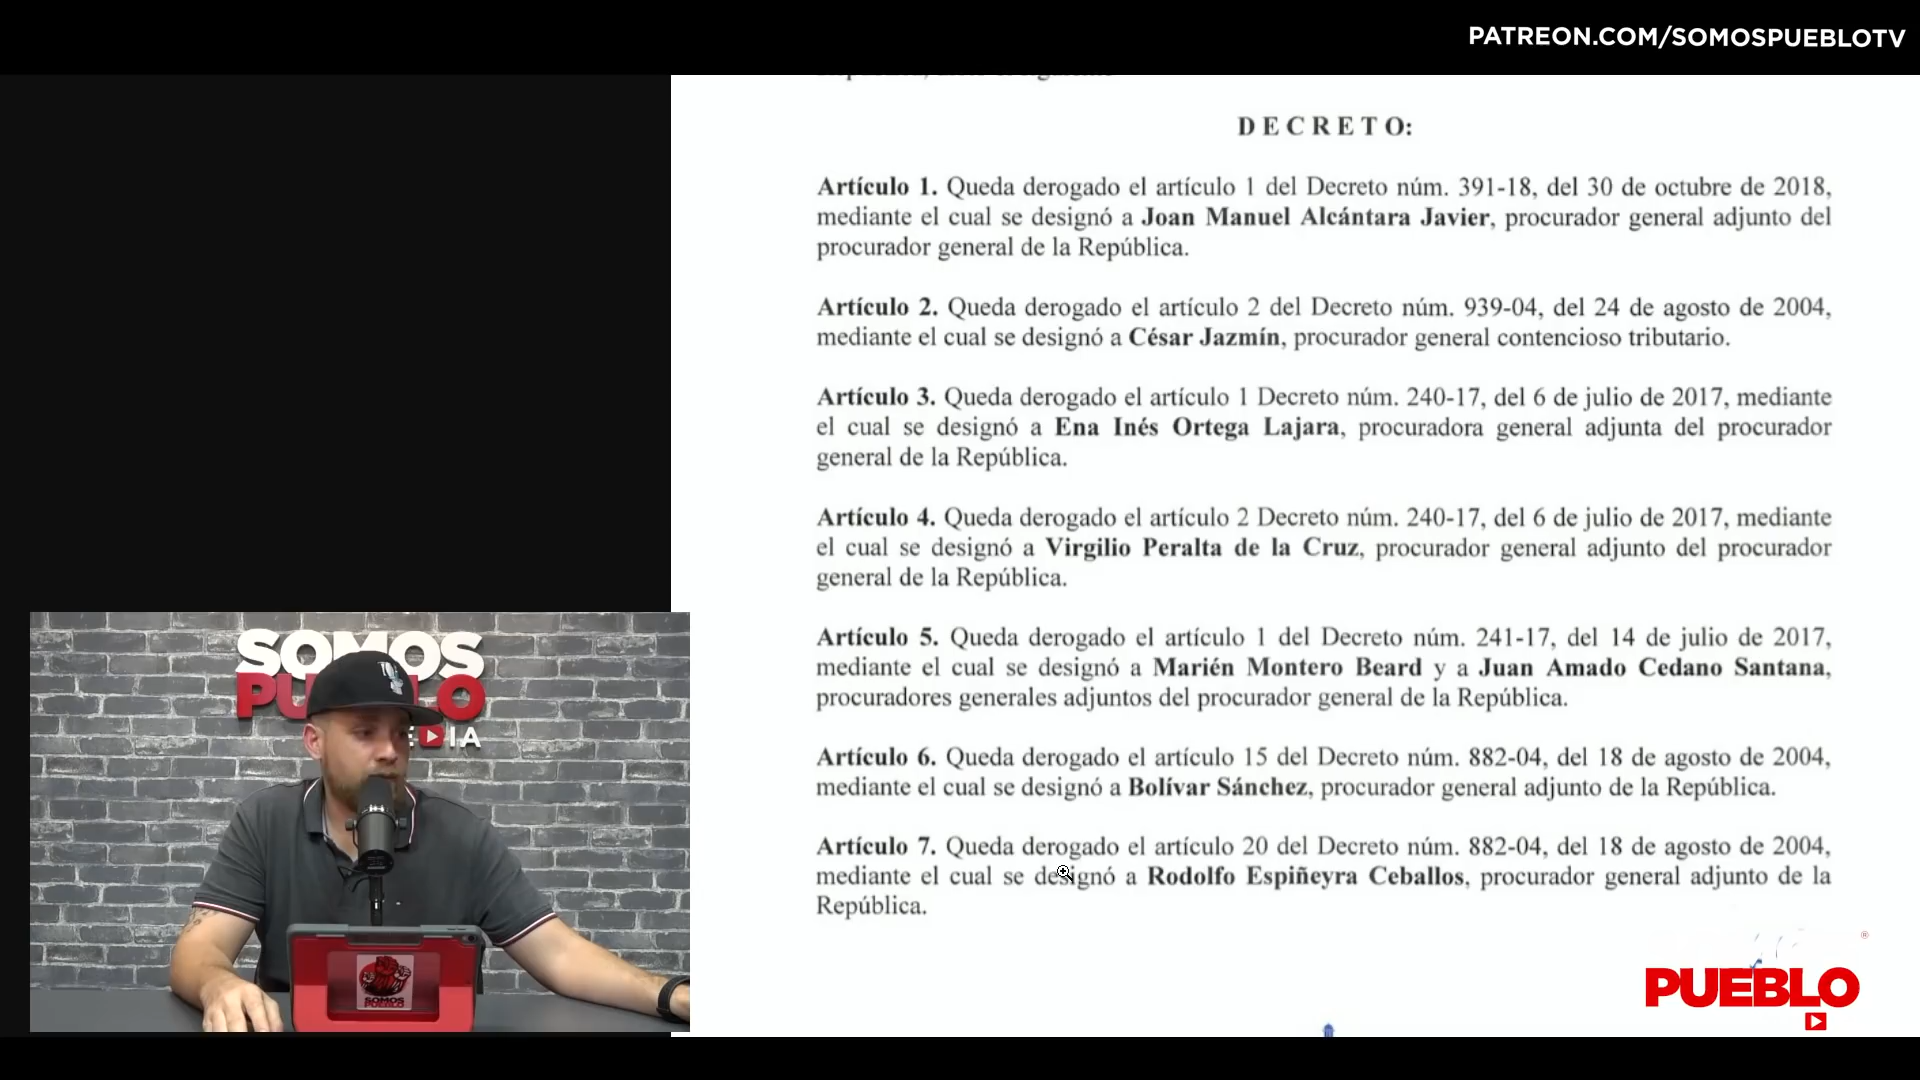 PATREON.COM/SOMOSPUEBLOTV
DECRETO:
Artículo 1. Queda derogado el artículo 1 del Decreto núm. 391-18, del 30 de octubre de 2018,
mediante el cual se designó a Joan Manuel Alcántara Javier, procurador general adjunto del
procurador general de la República.
Artículo 2. Queda derogado el artículo 2 del Decreto núm. 939-04, del 24 de agosto de 2004,
mediante el cual se designó a César Jazmín, procurador general contencioso tributario.
Artículo 3. Queda derogado el artículo 1 Decreto núm. 240-17, del 6 de julio de 2017, mediante
el cual se designó a Ena Inés Ortega Lajara, procuradora general adjunta del procurador
general de la República.
Artículo 4. Queda derogado el artículo 2 Decreto núm. 240-17, del 6 de julio de 2017, mediante
el cual se designó a Virgilio Peralta de la Cruz, procurador general adjunto del procurador
general de la República.
Artículo 5. Queda derogado el artículo 1 del Decreto núm. 241-17, del 14 de julio de 2017,
mediante el cual se designó a Marién Montero Beard y a Juan Amado Cedano Santana,
procuradores generales adjuntos del procurador general de la República.
Artículo 6. Queda derogado el artículo 15 del Decreto núm. 882-04, del 18 de agosto de 2004,
mediante el cual se designó a Bolívar Sánchez, procurador general adjunto de la República.
Artículo 7. Queda derogado el artículo 20 del Decreto núm. 882-04, del 18 de agosto de 2004,
mediante el cual se designó a Rodolfo Espiñeyra Ceballos, procurador general adjunto de la
República.
SOMOS
SOMOS
PUEBLO
PUEBLO
®